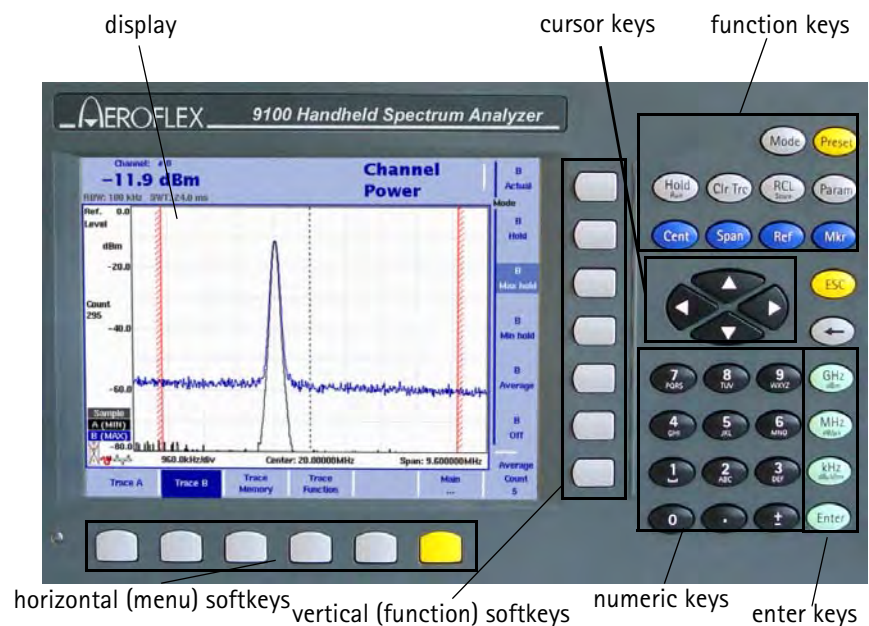 display
cursor keys
function keys
AEROFLEX
9100 Handheld Spectrum Analyzer
Mode
Preset
Hold
Run
Clr Trc
RCL
Param
Cent
Span
Ref
Mkr
ESC
Channel:
-11.9 dBm
Channel
Power
RBW: 100 kHz SWT: 24.0 ms
B
Actual
Mode
B
Hold
B
Max hold
B
Min hold
B
Average
B
Off
Average
Count
5
Ref.
Level
0.0
dBm
-20.0
Count
295
-40.0
-60.0
Sample
A (MIN)
B (MAX)
-80.0
960.0kHz/div
Center: 20.00000MHz
Span: 9.600000MHz
Trace A
Trace B
Trace
Memory
Trace
Function
Main
...
7
PQRS
8
TUV
9
WXYZ
GHz
dBm
4
GHI
5
JKL
6
MNO
MHz
1
2
ABC
3
DEF
kHz
0
.
±
Enter
horizontal (menu) softkeys
vertical (function) softkeys
numeric keys
enter keys